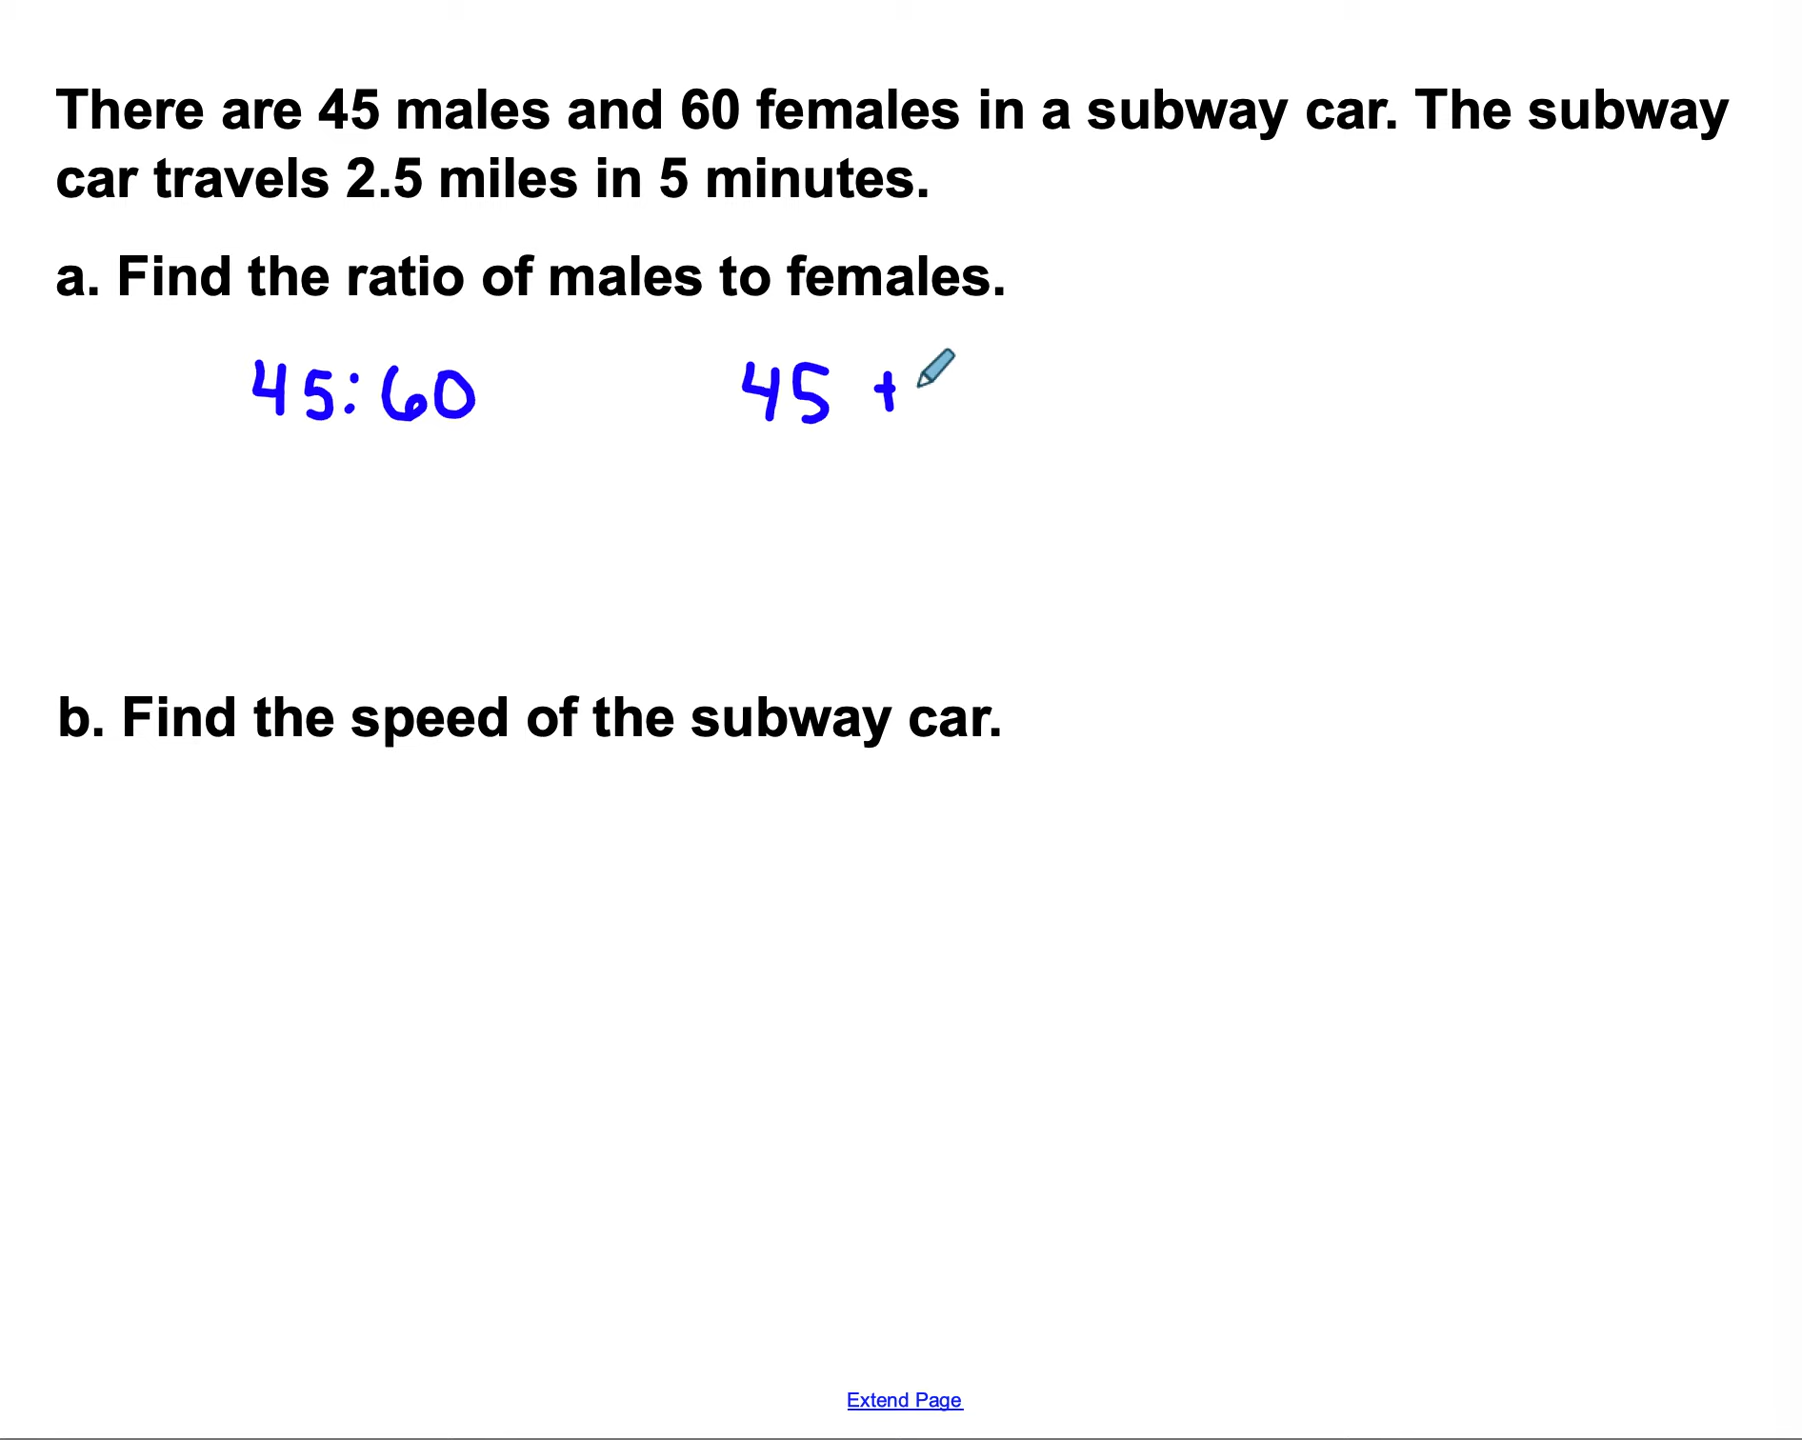 There are 45 males and 60 females in a subway car. The subway
car travels 2.5 miles in 5 minutes.
a. Find the ratio of males to females.
45:60 45 +
b. Find the speed of the subway car.
Extend Page